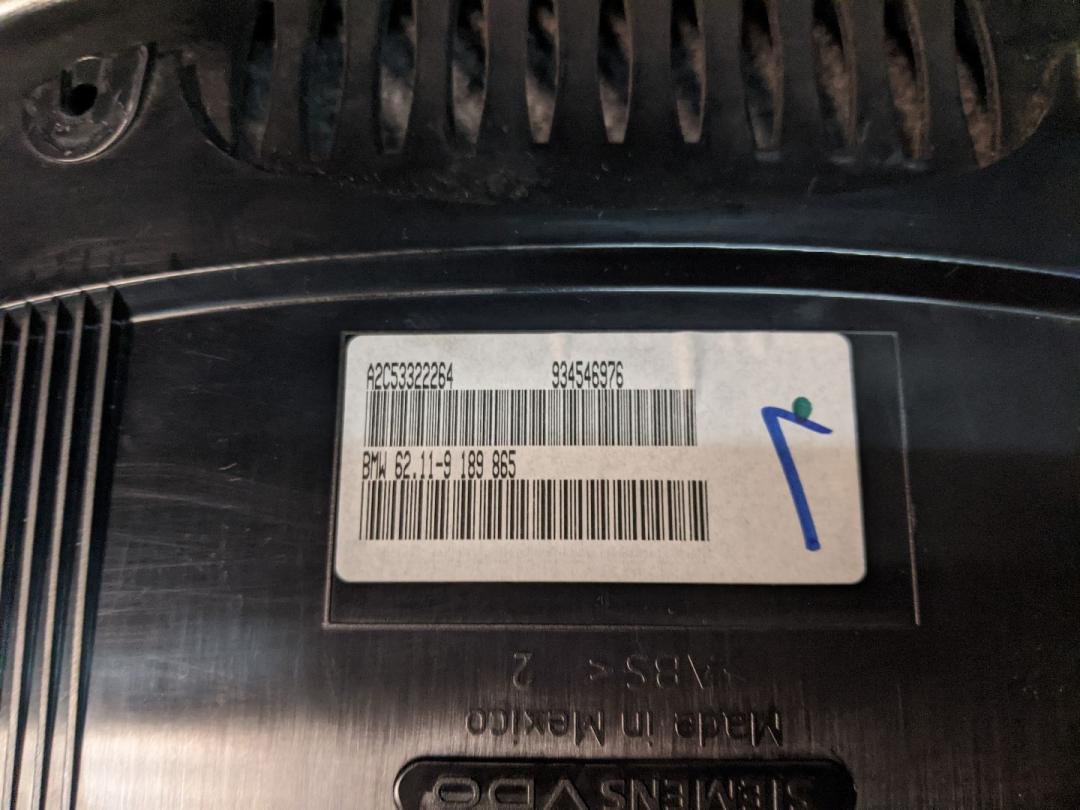 A2C53322264 934546976
BMW 62.11-9 189 865
>ABS< 2
Made in Mexico
SIEMENS VDO